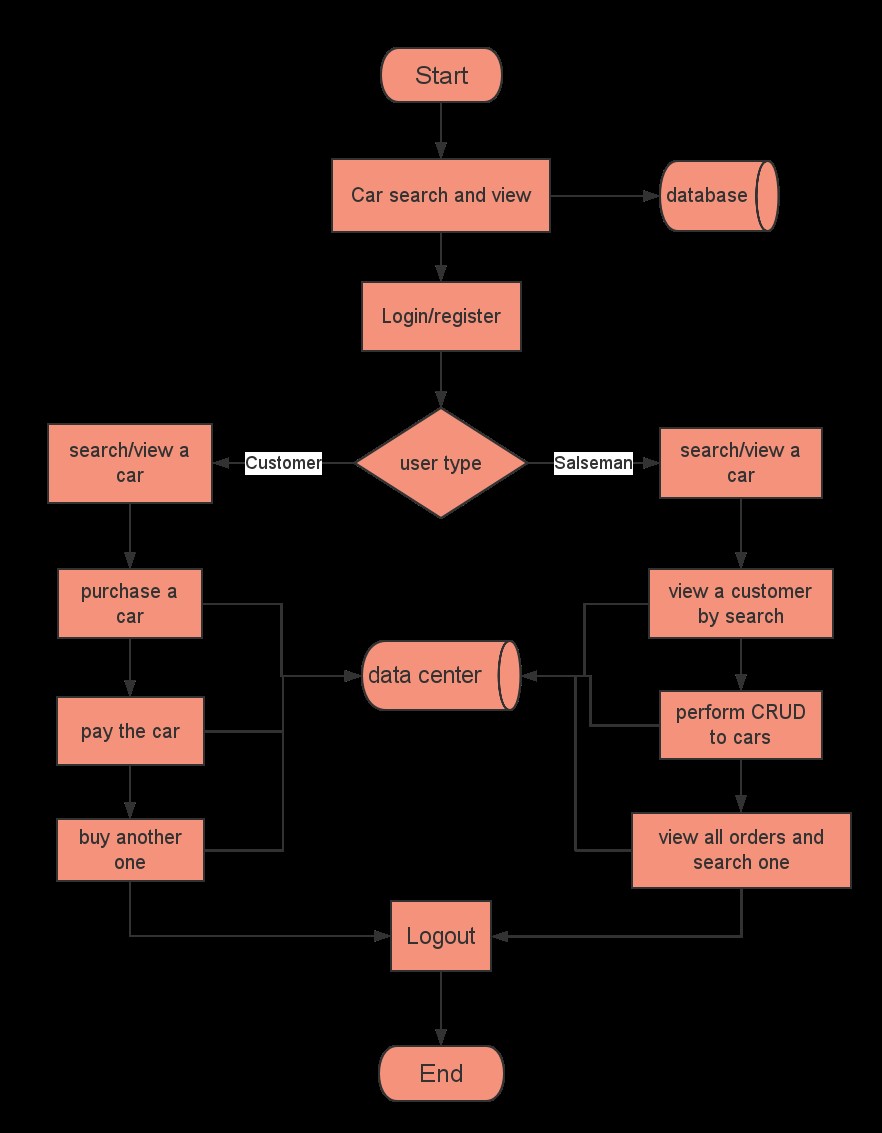 Start
Car search and view
database
Login/register
search/view a
car
Customer
user type
Salseman
search/view a
car
purchase a
car
view a customer
by search
data center
pay the car
perform CRUD
to cars
buy another
one
view all orders and
search one
Logout
End